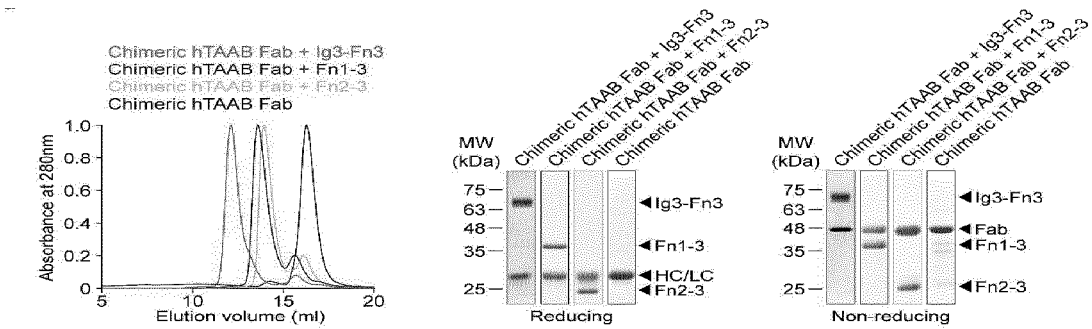 Chimeric hTAAB Fab + Ig3-Fn3
Chimeric hTAAB Fab + Fn1-3
Chimeric hTAAB Fab + Fn2-3
Chimeric hTAAB Fab
Absorbance at 280nm
1.0
0.8
0.6
0.4
0.2
0
5
10
15
20
Elution volume (ml)
MW
(kDa)
Chimeric hTAAB Fab + Ig3-Fn3
Chimeric hTAAB Fab + Fn1-3
Chimeric hTAAB Fab + Fn2-3
Chimeric hTAAB Fab
75
63
48
35
25
Ig3-Fn3
Fn1-3
HC/LC
Fn2-3
Reducing
MW
(kDa)
Chimeric hTAAB Fab + Ig3-Fn3
Chimeric hTAAB Fab + Fn1-3
Chimeric hTAAB Fab + Fn2-3
Chimeric hTAAB Fab
75
63
48
35
25
Ig3-Fn3
Fab
Fn1-3
Fn2-3
Non-reducing